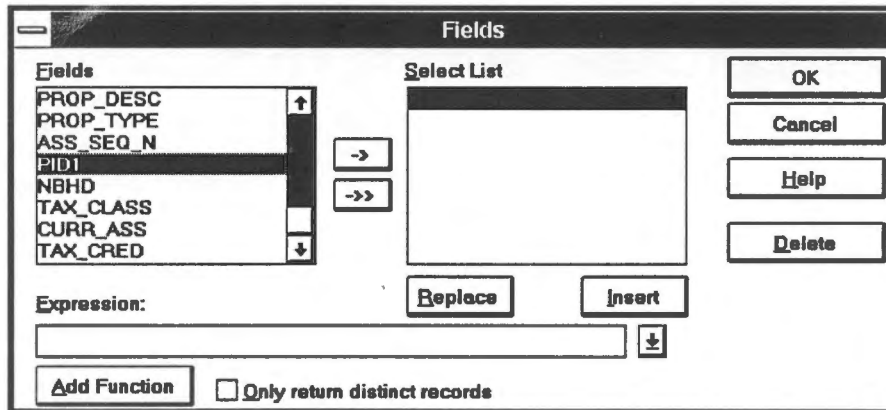 Fields
Fields
Select List
PROP_DESC
PROP_TYPE
ASS_SEQ_N
PID1
NBHD
TAX_CLASS
CURR_ASS
TAX_CRED
->
->>
OK
Cancel
Help
Delete
Replace
Insert
Expression:
Add Function
Only return distinct records